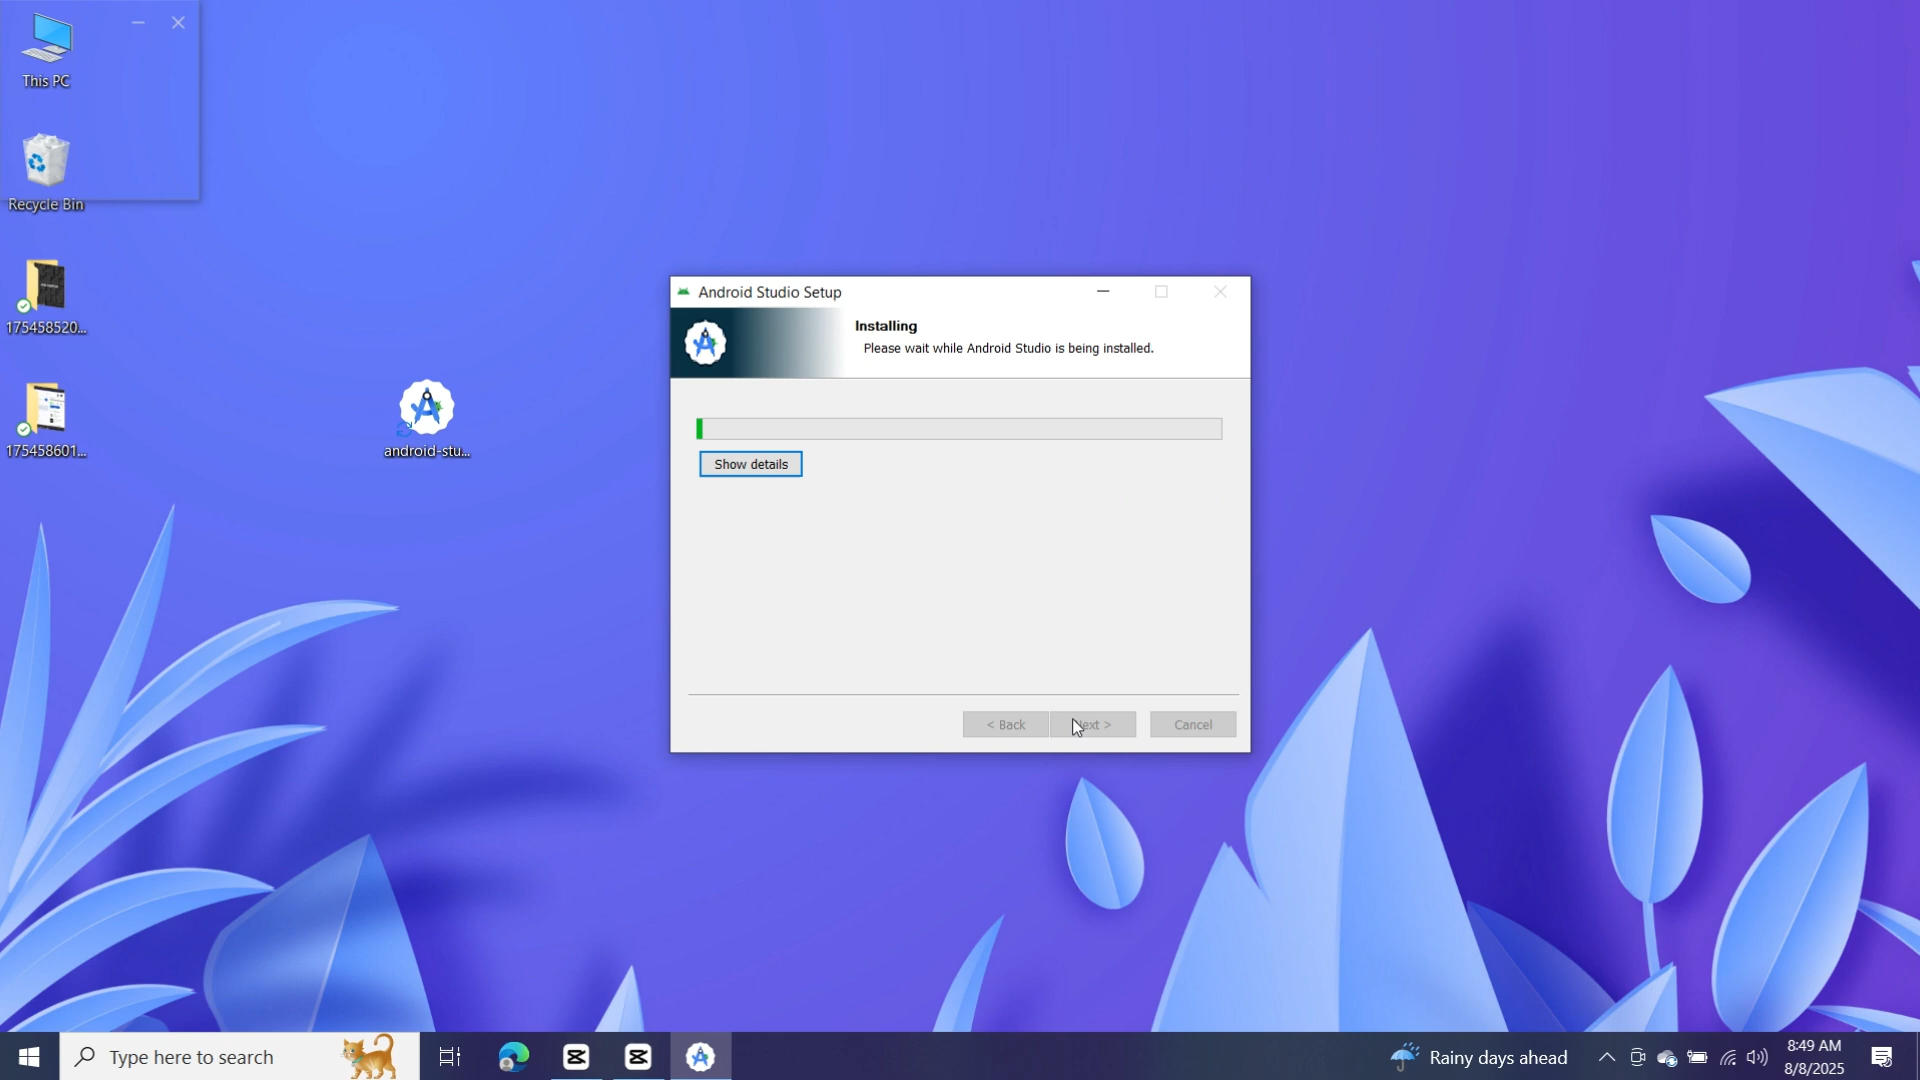 This PC
Recycle Bin
175458520...
175458601...
android-stu...
Android Studio Setup
Installing
Please wait while Android Studio is being installed.
Show details
< Back
Cancel
Type here to search
Rainy days ahead
8:49 AM
8/8/2025